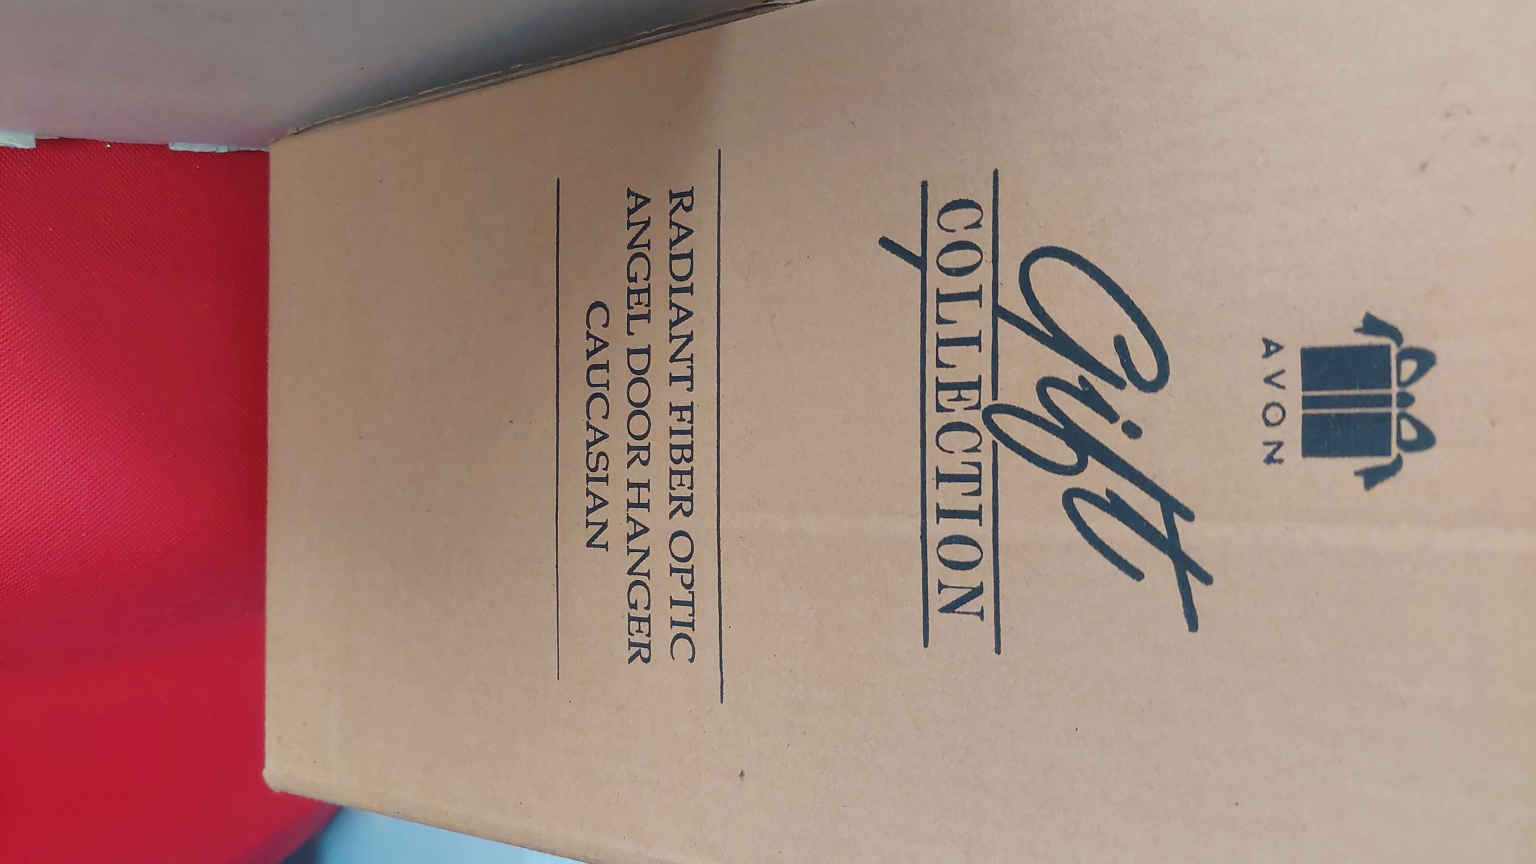 AVON
Gift
COLLECTION
RADIANT FIBER OPTIC
ANGEL DOOR HANGER
CAUCASIAN